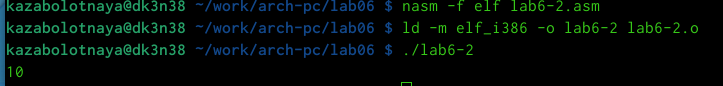 kazabolotnaya@dk3n38 ~/work/arch-pc/lab06 $ nasm -f elf lab6-2.asm
kazabolotnaya@dk3n38 ~/work/arch-pc/lab06 $ ld -m elf_i386 -o lab6-2 lab6-2.o
kazabolotnaya@dk3n38 ~/work/arch-pc/lab06 $ ./lab6-2
10